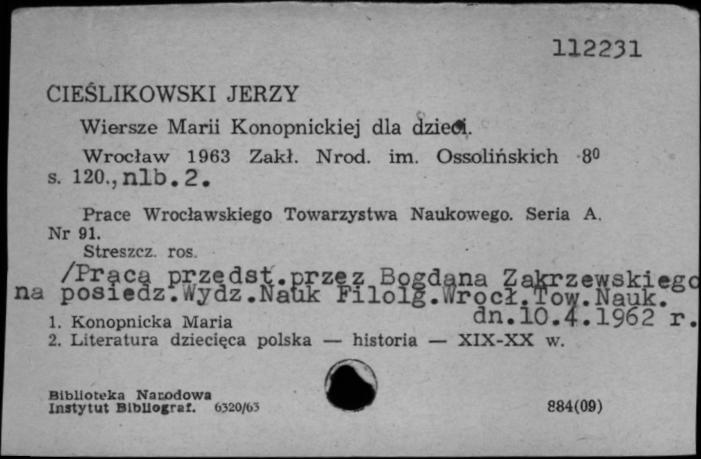 112231
CIEŚLIKOWSKI JERZY
Wiersze Marii Konopnickiej dla dzieci.
Wrocław 1963 Zakł. Nrod. im. Ossolińskich 8⁰
s. 120., nlb. 2.
Prace Wrocławskiego Towarzystwa Naukowego. Seria A.
Nr 91.
Streszcz. ros.
/Praca przedst. przez Bogdana Zakrzewskiego
na posiedz. Wydz. Nauk Filolg. Wrocł. Tow. Nauk.
dn. 10.4.1962 r.
1. Konopnicka Maria
2. Literatura dziecięca polska — historia — XIX-XX w.
Biblioteka Narodowa
Instytut Bibliograf. 6320/63
884(09)